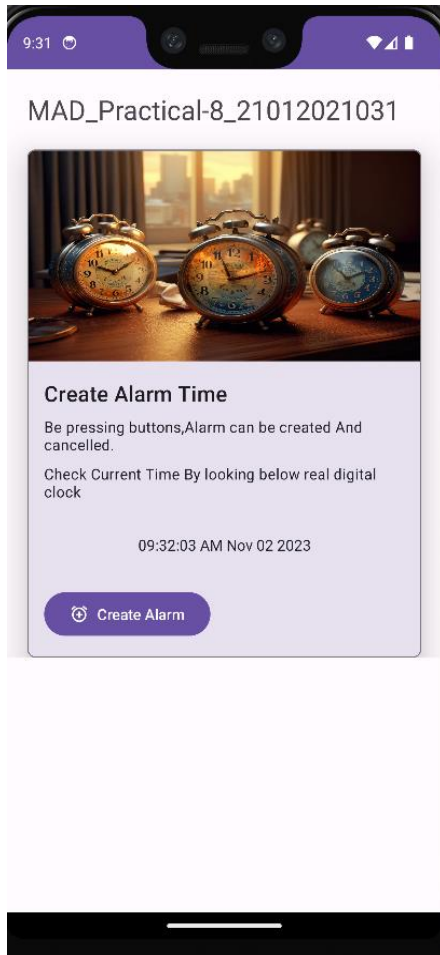 9:31
MAD_Practical-8_21012021031
Create Alarm Time
Be pressing buttons,Alarm can be created And
cancelled.
Check Current Time By looking below real digital
clock
09:32:03 AM Nov 02 2023
Create Alarm